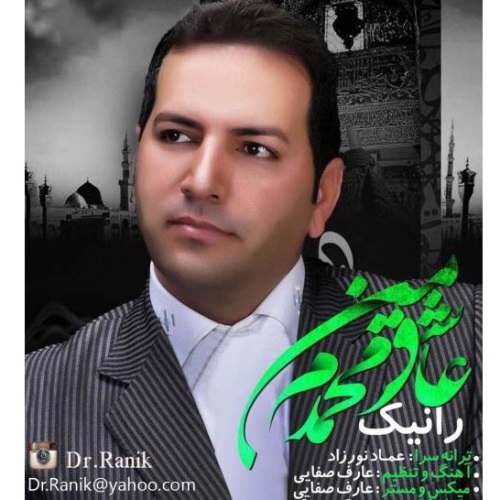 عاشق محمدم من
رانیک
ترانه سرا : عماد نورزاد
آهنگ و تنظیم : عارف صفایی
میکس و مستر : عارف صفایی
Dr.Ranik
Dr.Ranik@yahoo.com